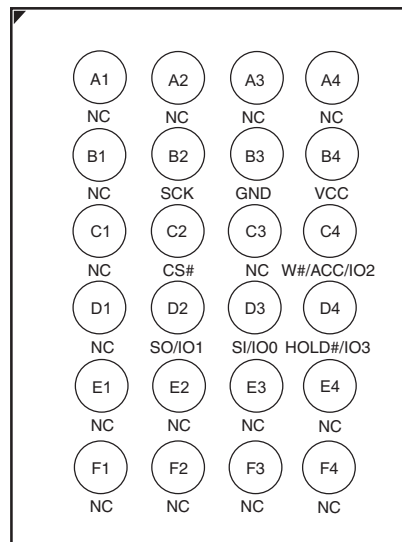 A1 A2 A3 A4
NC NC NC NC
B1 B2 B3 B4
NC SCK GND VCC
C1 C2 C3 C4
NC CS# NC W#/ACC/IO2
D1 D2 D3 D4
NC SO/IO1 SI/IO0 HOLD#/IO3
E1 E2 E3 E4
NC NC NC NC
F1 F2 F3 F4
NC NC NC NC